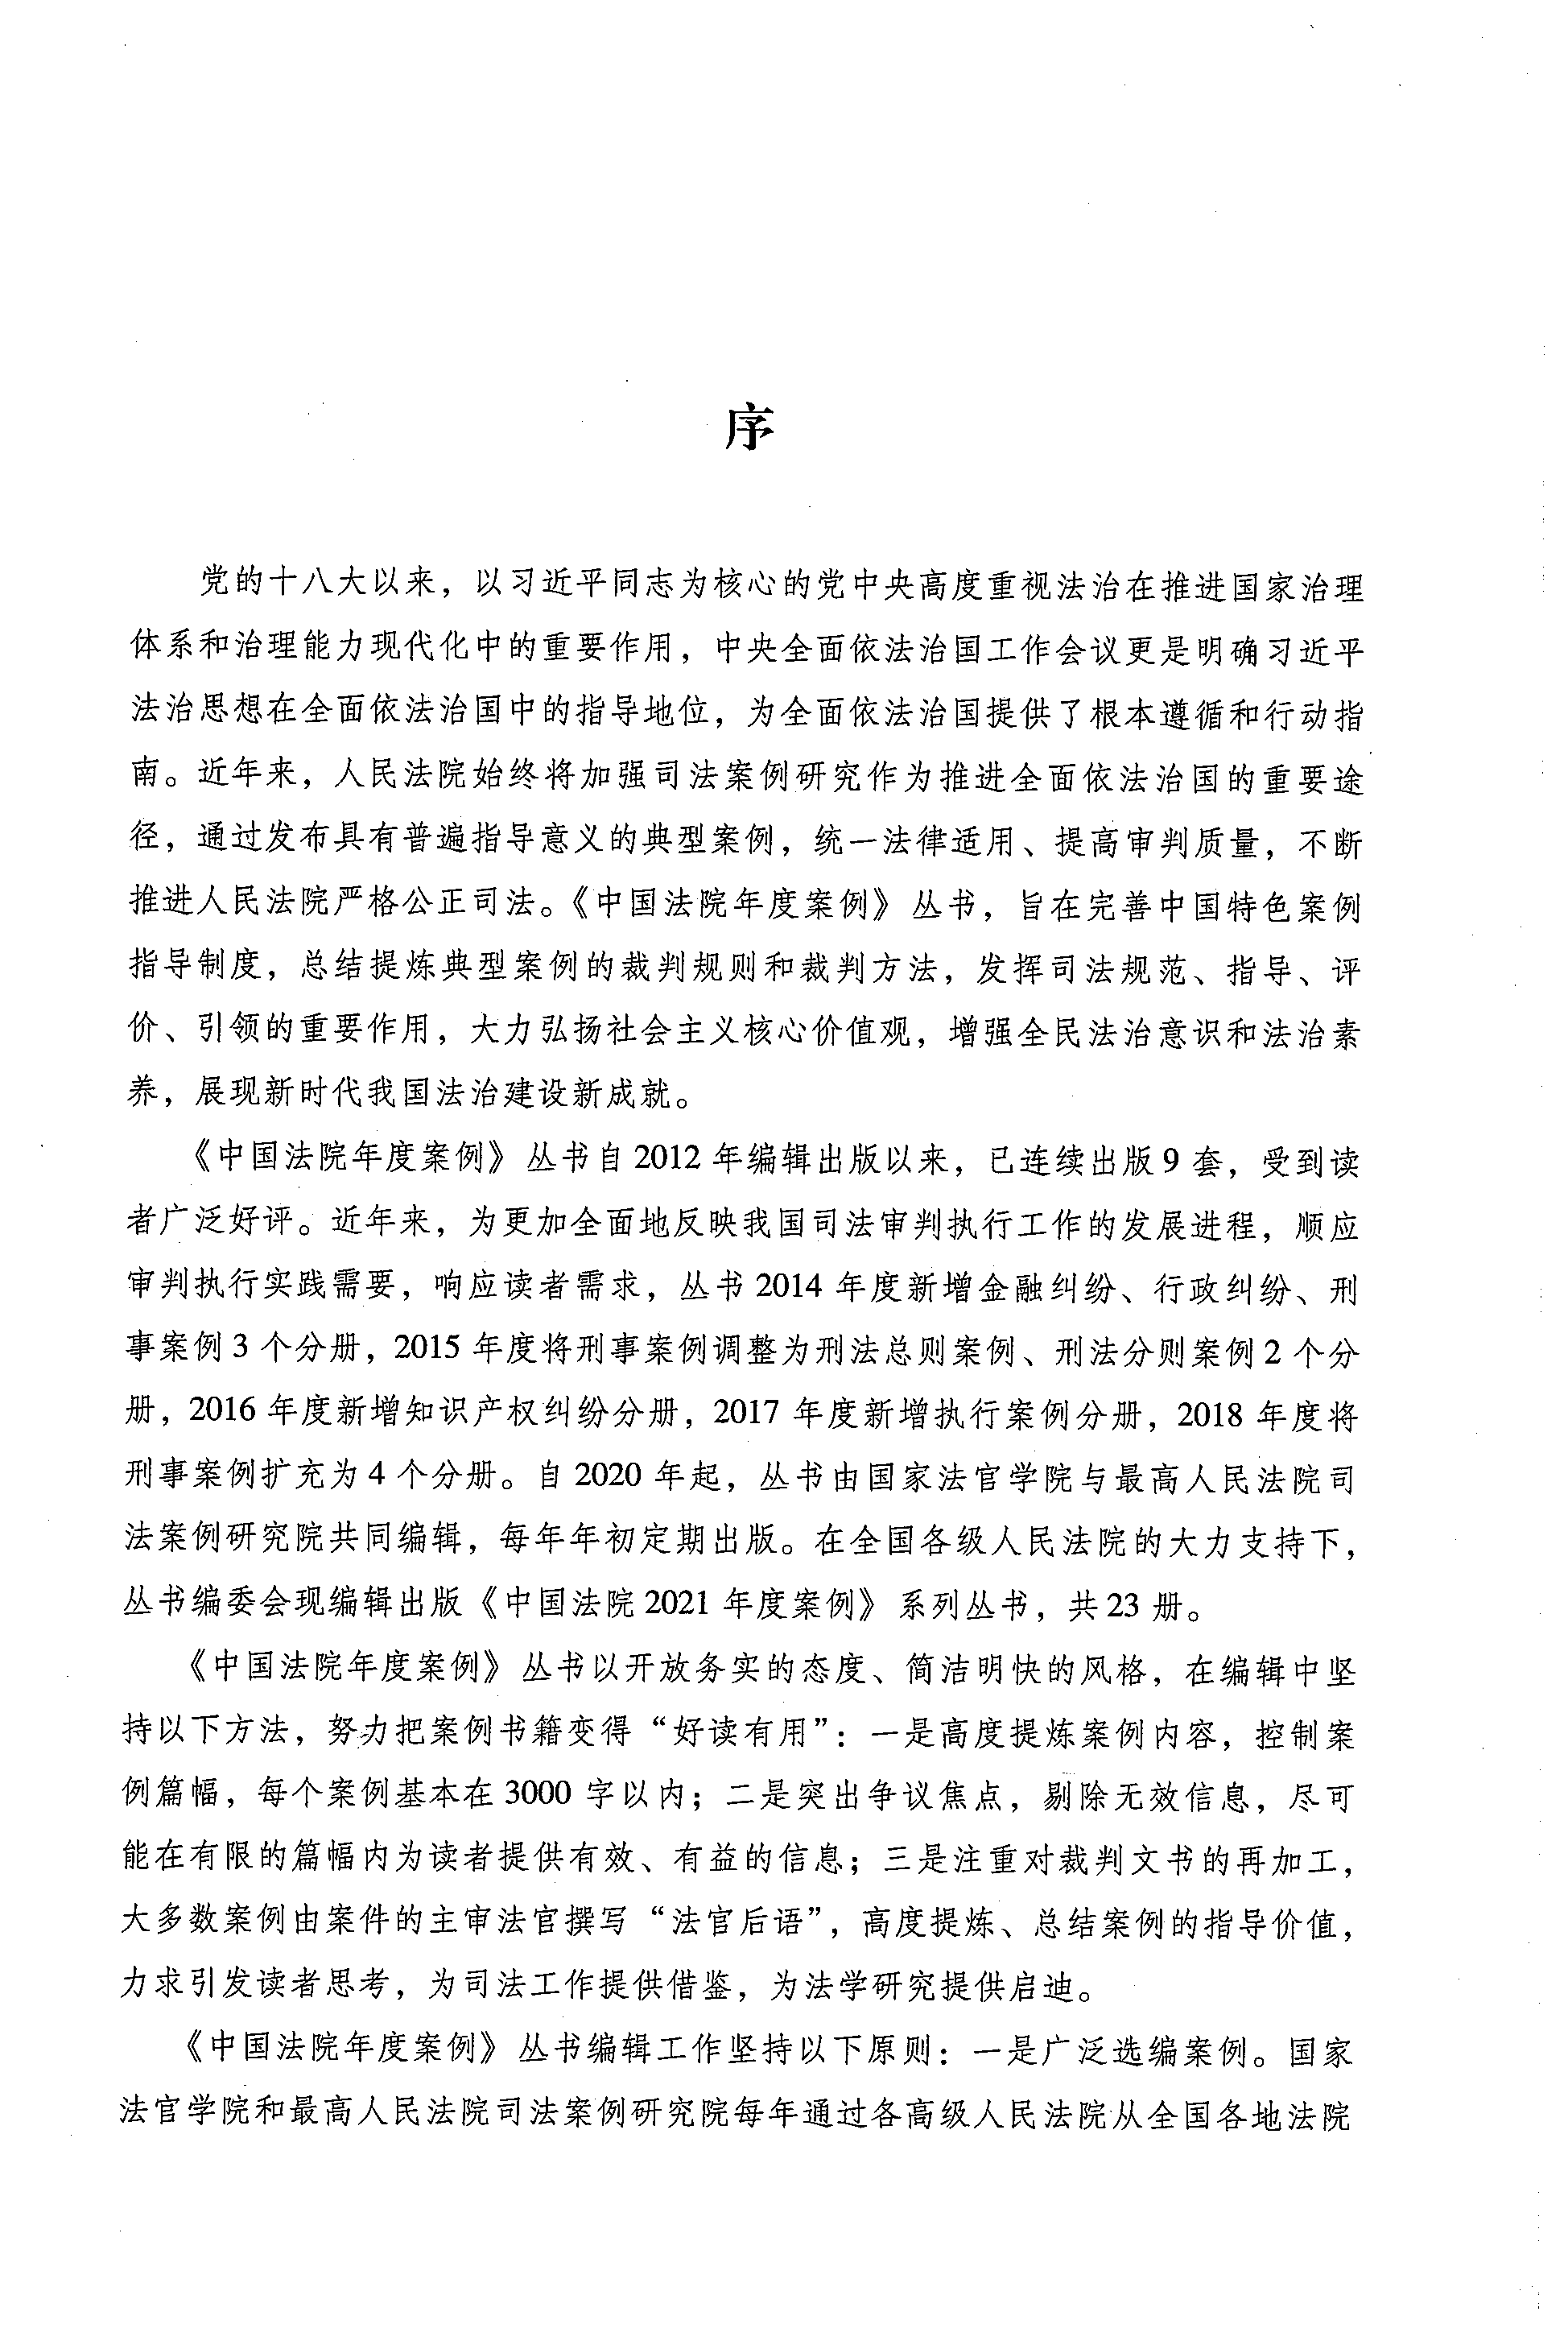 序
党的十八大以来，以习近平同志为核心的党中央高度重视法治在推进国家治理
体系和治理能力现代化中的重要作用，中央全面依法治国工作会议更是明确习近平
法治思想在全面依法治国中的指导地位，为全面依法治国提供了根本遵循和行动指
南。近年来，人民法院始终将加强司法案例研究作为推进全面依法治国的重要途
径，通过发布具有普遍指导意义的典型案例，统一法律适用、提高审判质量，不断
推进人民法院严格公正司法。《中国法院年度案例》丛书，旨在完善中国特色案例
指导制度，总结提炼典型案例的裁判规则和裁判方法，发挥司法规范、指导、评
价、引领的重要作用，大力弘扬社会主义核心价值观，增强全民法治意识和法治素
养，展现新时代我国法治建设新成就。
《中国法院年度案例》丛书自2012年编辑出版以来，已连续出版9套，受到读
者广泛好评。近年来，为更加全面地反映我国司法审判执行工作的发展进程，顺应
审判执行实践需要，响应读者需求，丛书2014年度新增金融纠纷、行政纠纷、刑
事案例3个分册，2015年度将刑事案例调整为刑法总则案例、刑法分则案例2个分
册，2016年度新增知识产权纠纷分册，2017年度新增执行案例分册，2018年度将
刑事案例扩充为4个分册。自2020年起，丛书由国家法官学院与最高人民法院司
法案例研究院共同编辑，每年年初定期出版。在全国各级人民法院的大力支持下，
丛书编委会现编辑出版《中国法院2021年度案例》系列丛书，共23册。
《中国法院年度案例》丛书以开放务实的态度、简洁明快的风格，在编辑中坚
持以下方法，努力把案例书籍变得“好读有用”：一是高度提炼案例内容，控制案
例篇幅，每个案例基本在3000字以内；二是突出争议焦点，剔除无效信息，尽可
能在有限的篇幅内为读者提供有效、有益的信息；三是注重对裁判文书的再加工，
大多数案例由案件的主审法官撰写“法官后语”，高度提炼、总结案例的指导价值，
力求引发读者思考，为司法工作提供借鉴，为法学研究提供启迪。
《中国法院年度案例》丛书编辑工作坚持以下原则：一是广泛选编案例。国家
法官学院和最高人民法院司法案例研究院每年通过各高级人民法院从全国各地法院